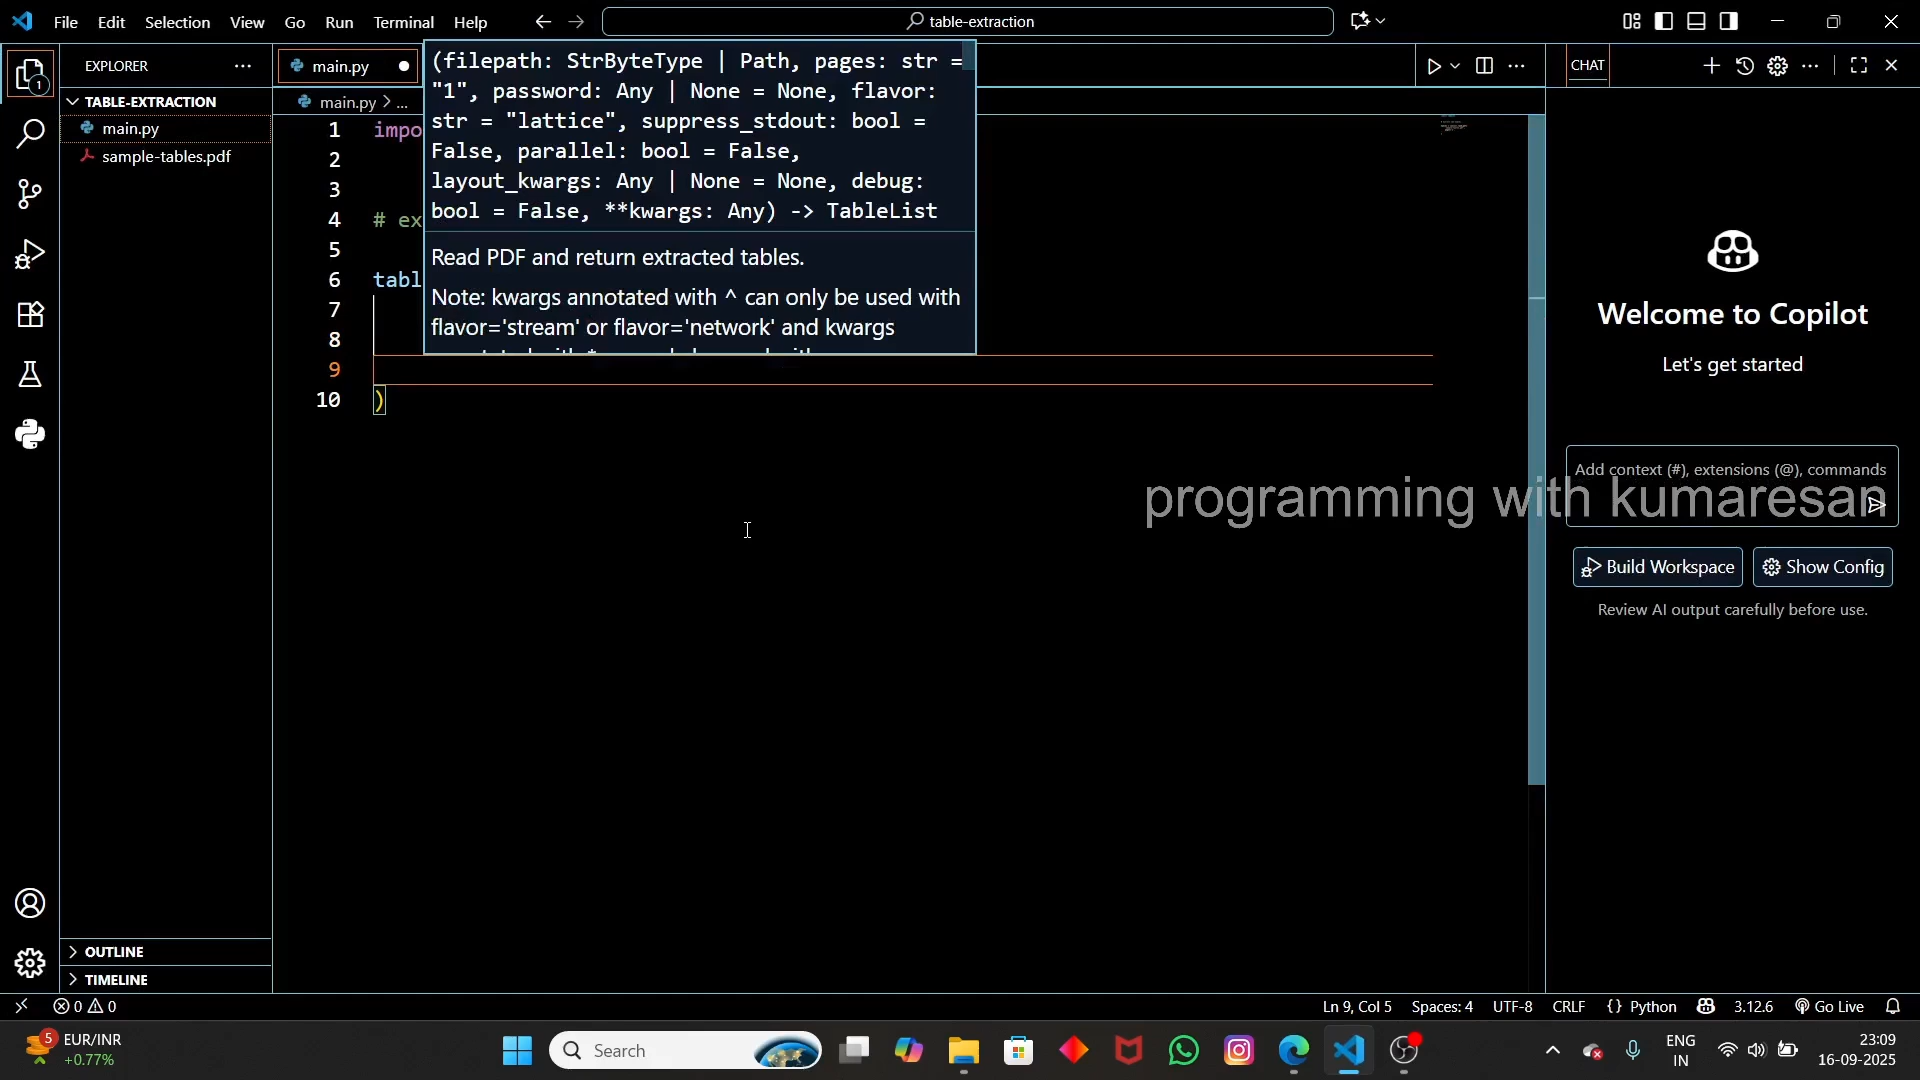 File Edit Selection View Go Run Terminal Help
table-extraction
EXPLORER
TABLE-EXTRACTION
main.py
sample-tables.pdf
OUTLINE
TIMELINE
main.py
main.py > ...
1 impo
2
3
4 # ex
5
6 tabl
7
8
9
10 )
(filepath: StrByteType | Path, pages: str =
"1", password: Any | None = None, flavor:
str = "lattice", suppress_stdout: bool =
False, parallel: bool = False,
layout_kwargs: Any | None = None, debug:
bool = False, **kwargs: Any) -> TableList
Read PDF and return extracted tables.
Note: kwargs annotated with ^ can only be used with
flavor='stream' or flavor='network' and kwargs
CHAT
Welcome to Copilot
Let's get started
Add context (#), extensions (@), commands
programming with kumaresan
Build Workspace Show Config
Review AI output carefully before use.
1
0 0
Ln 9, Col 5 Spaces: 4 UTF-8 CRLF {} Python 3.12.6 Go Live
5
EUR/INR
+0.77%
Search
ENG
IN
23:09
16-09-2025